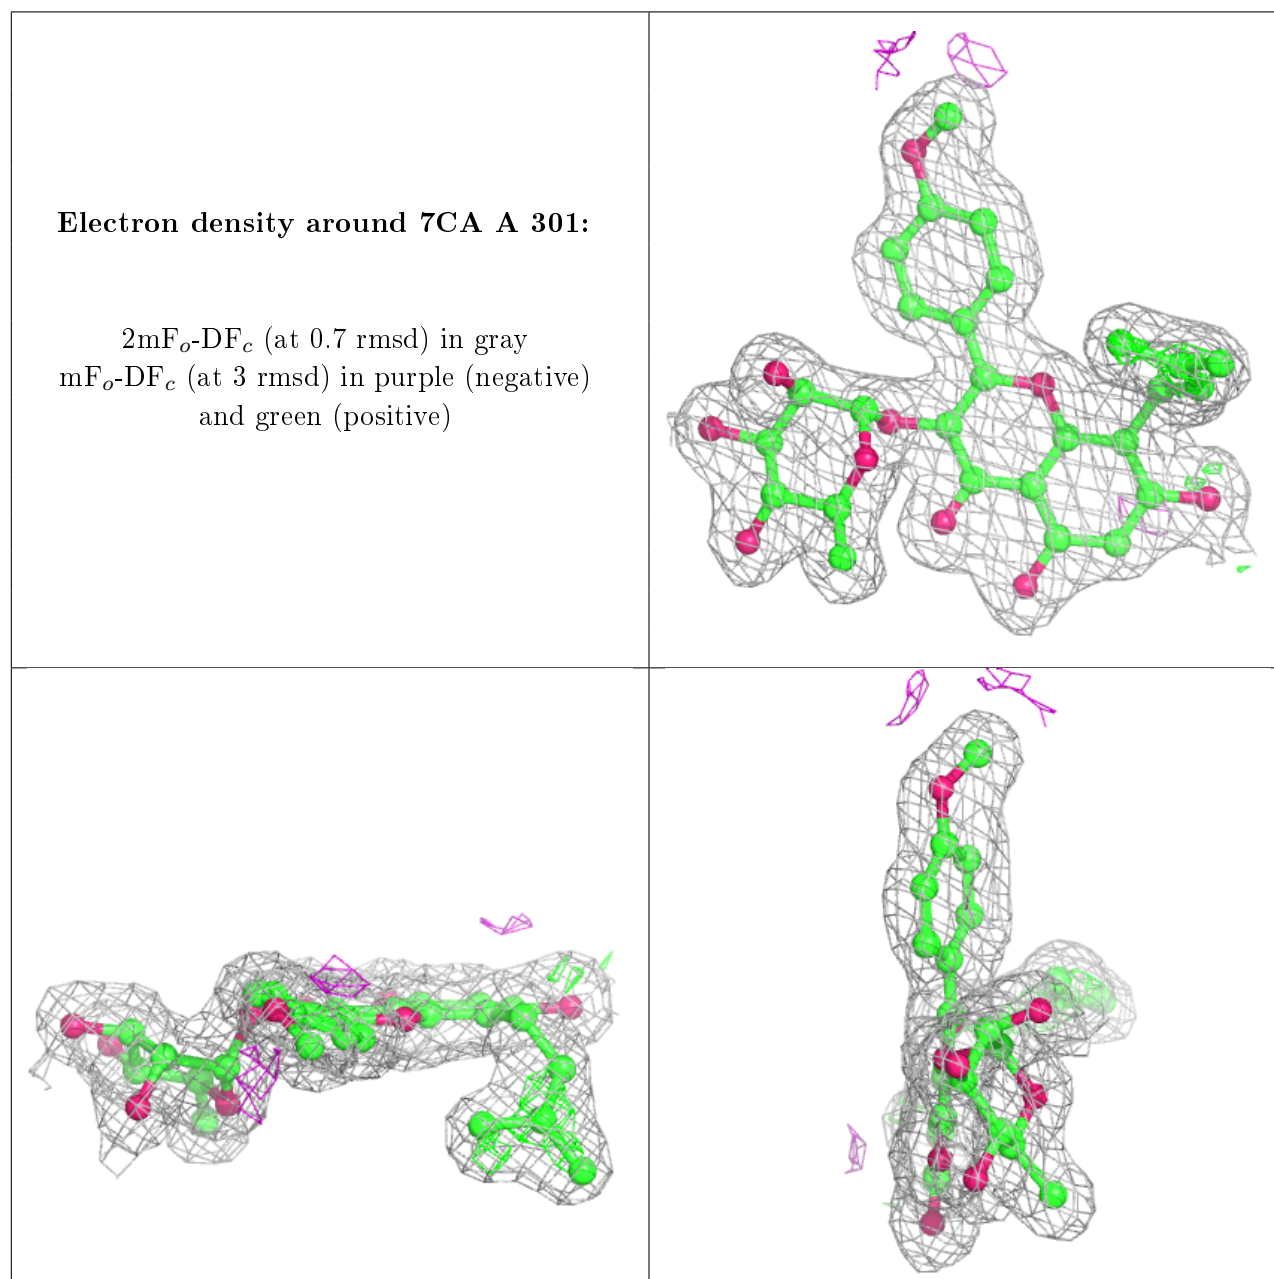 Electron density around 7CA A 301:
2mFo-DFc (at 0.7 rmsd) in gray
mFo-DFc (at 3 rmsd) in purple (negative)
and green (positive)